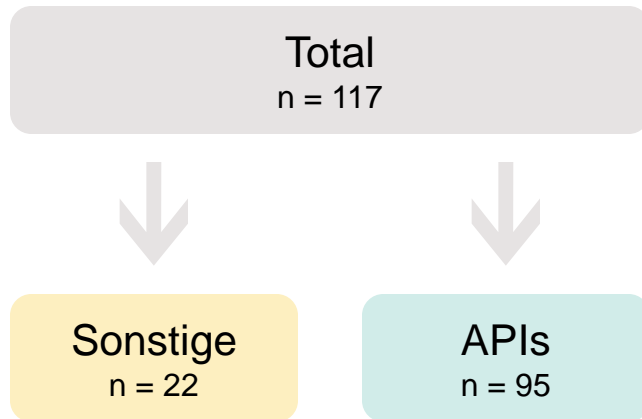 Total
n = 117
Sonstige
n = 22
APIs
n = 95